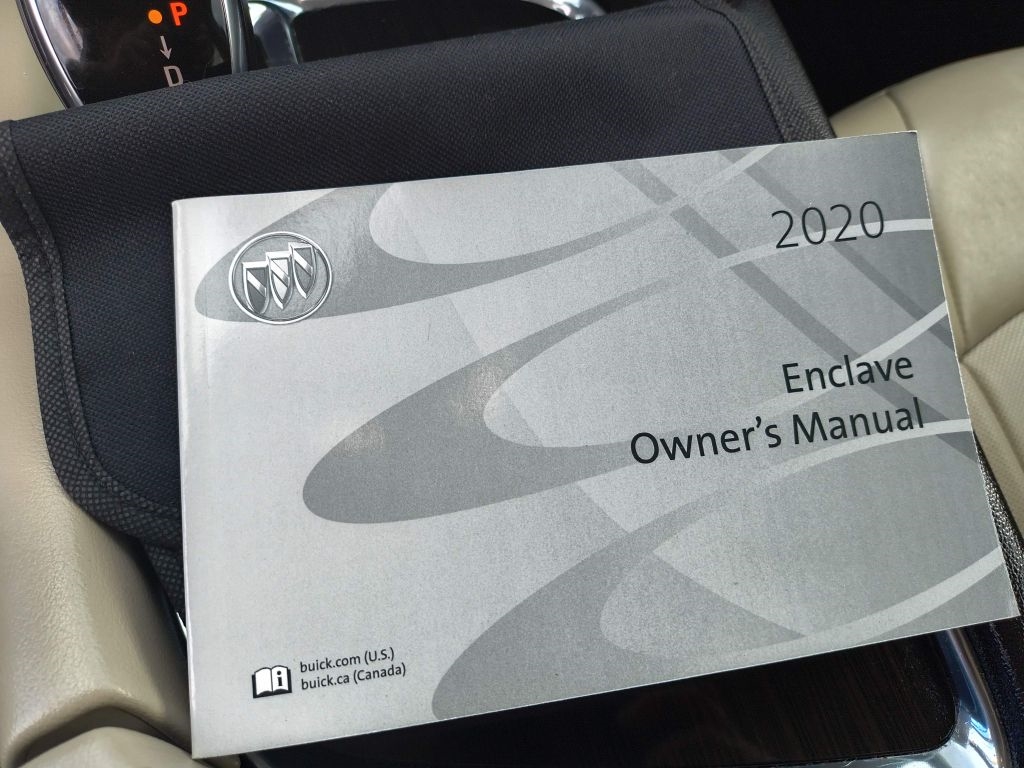 P
D
2020
Enclave
Owner's Manual
buick.com (U.S.)
buick.ca (Canada)